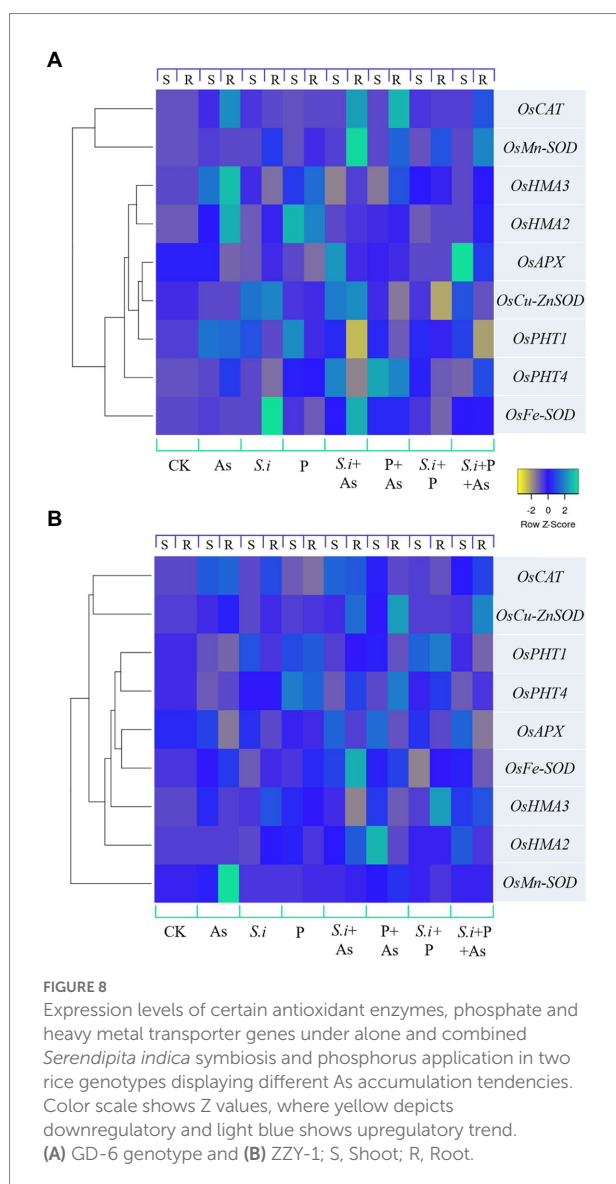 A
S R S R S R S R S R S R S R S R
OsCAT
OsMn-SOD
OsHMA3
OsHMA2
OsAPX
OsCu-ZnSOD
OsPHT1
OsPHT4
OsFe-SOD
CK As S.i P S.i+ As P+ As S.i+ P S.i+P +As
-2 0 2
Row Z-Score
B
S R S R S R S R S R S R S R S R
OsCAT
OsCu-ZnSOD
OsPHT1
OsPHT4
OsAPX
OsFe-SOD
OsHMA3
OsHMA2
OsMn-SOD
CK As S.i P S.i+ As P+ As S.i+ P S.i+P +As
FIGURE 8
Expression levels of certain antioxidant enzymes, phosphate and
heavy metal transporter genes under alone and combined
Serendipita indica symbiosis and phosphorus application in two
rice genotypes displaying different As accumulation tendencies.
Color scale shows Z values, where yellow depicts
downregulatory and light blue shows upregulatory trend.
(A) GD-6 genotype and (B) ZZY-1; S, Shoot; R, Root.